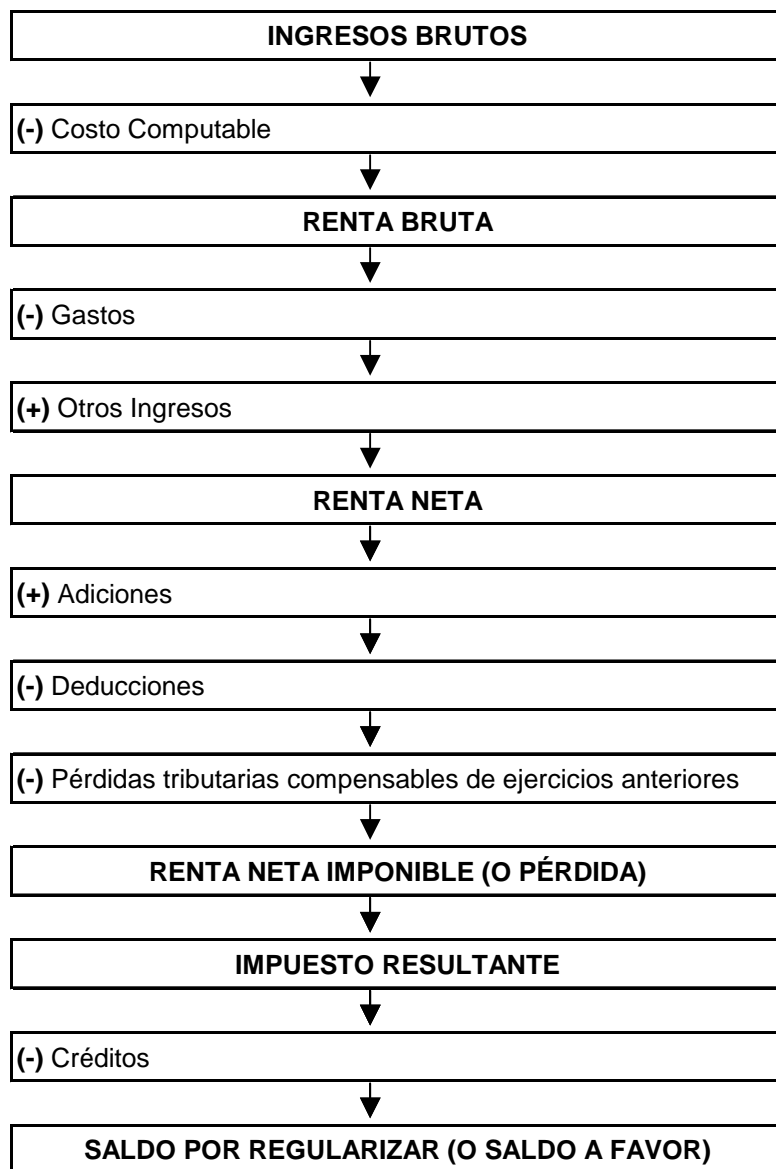 INGRESOS BRUTOS
(-) Costo Computable
RENTA BRUTA
(-) Gastos
(+) Otros Ingresos
RENTA NETA
(+) Adiciones
(-) Deducciones
(-) Pérdidas tributarias compensables de ejercicios anteriores
RENTA NETA IMPONIBLE (O PÉRDIDA)
IMPUESTO RESULTANTE
(-) Créditos
SALDO POR REGULARIZAR (O SALDO A FAVOR)